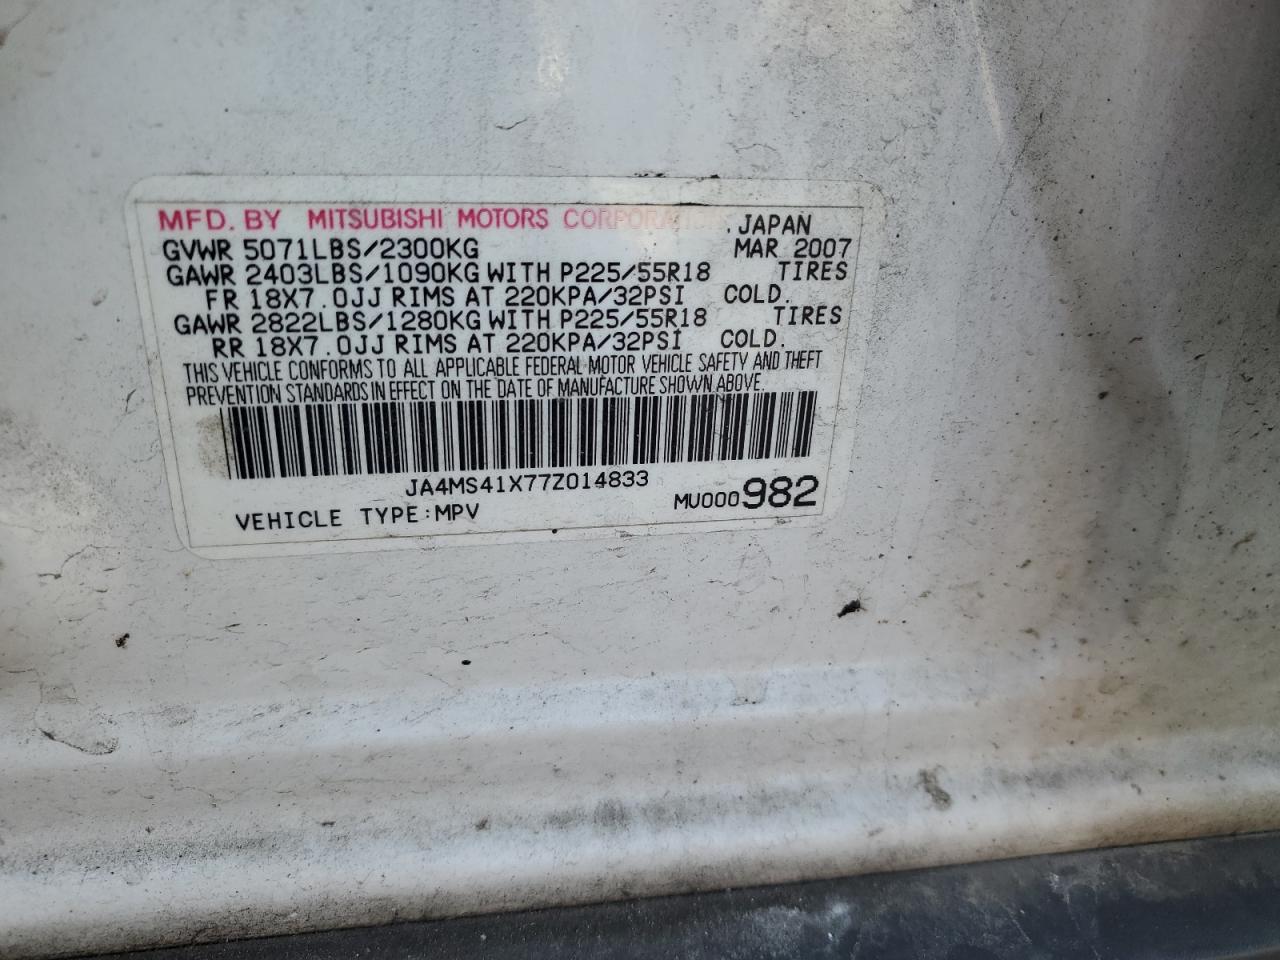 MFD. BY MITSUBISHI MOTORS CORPORATION, JAPAN
GVWR 5071LBS/2300KG MAR 2007
GAWR 2403LBS/1090KG WITH P225/55R18 TIRES
FR 18X7.0JJ RIMS AT 220KPA/32PSI COLD.
GAWR 2822LBS/1280KG WITH P225/55R18 TIRES
RR 18X7.0JJ RIMS AT 220KPA/32PSI COLD.
THIS VEHICLE CONFORMS TO ALL APPLICABLE FEDERAL MOTOR VEHICLE SAFETY AND THEFT
PREVENTION STANDARDS IN EFFECT ON THE DATE OF MANUFACTURE SHOWN ABOVE.
JA4MS41X77Z014833
VEHICLE TYPE:MPV MU000982